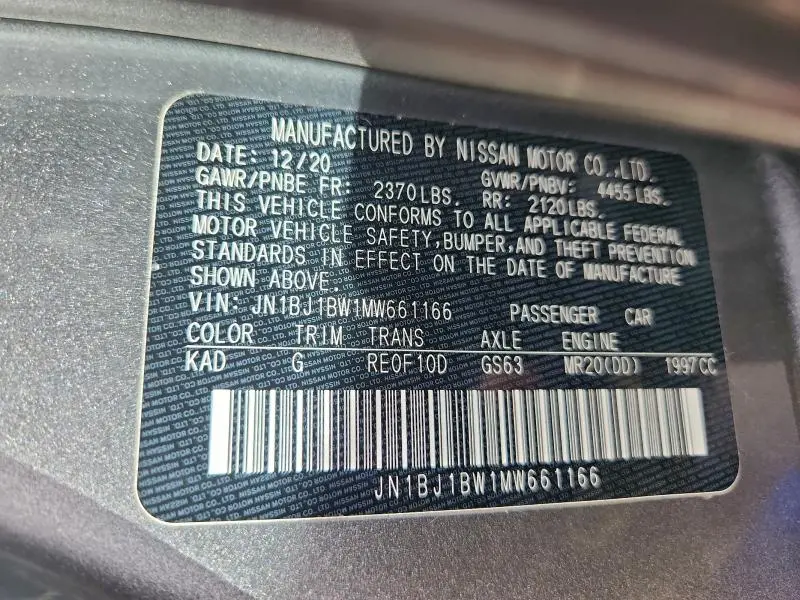 MANUFACTURED BY NISSAN MOTOR CO.,LTD.
DATE: 12/20
GAWR/PNBE FR: 2370LBS. GVWR/PNBV: 4455LBS.
RR: 2120LBS.
THIS VEHICLE CONFORMS TO ALL APPLICABLE FEDERAL
MOTOR VEHICLE SAFETY,BUMPER,AND THEFT PREVENTION
STANDARDS IN EFFECT ON THE DATE OF MANUFACTURE
SHOWN ABOVE.
VIN: JN1BJ1BW1MW661166 PASSENGER CAR
COLOR TRIM TRANS AXLE ENGINE
KAD G RE0F10D GS63 MR20(DD) 1997CC
JN1BJ1BW1MW661166